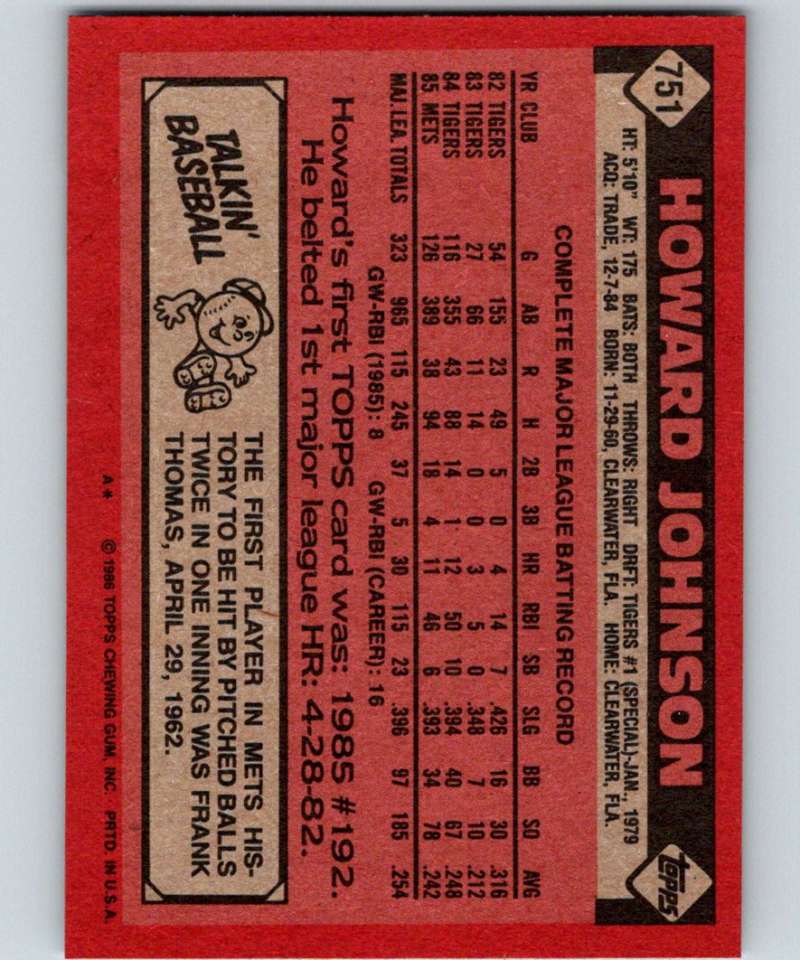 751
HOWARD JOHNSON
topps
HT: 5'10" WT: 175 BATS: BOTH THROWS: RIGHT DRFT: TIGERS #1 (SPECIAL)-JAN., 1979
ACQ: TRADE, 12-7-84 BORN: 11-29-60, CLEARWATER, FLA. HOME: CLEARWATER, FLA.
COMPLETE MAJOR LEAGUE BATTING RECORD
YR CLUB G AB R H 2B 3B HR RBI SB SLG BB SO AVG
82 TIGERS 54 155 23 49 5 0 4 14 7 .426 16 30 .316
83 TIGERS 27 66 11 14 0 0 3 5 0 .348 7 10 .212
84 TIGERS 116 355 43 88 14 1 12 50 10 .394 40 67 .248
85 METS 126 389 38 94 18 4 11 46 6 .393 34 78 .242
MAJ. LEA. TOTALS 323 965 115 245 37 5 30 115 23 .396 97 185 .254
GW-RBI (1985): 8 GW-RBI (CAREER): 16
Howard's first TOPPS card was: 1985 #192.
He belted 1st major league HR: 4-28-82.
TALKIN'
BASEBALL
THE FIRST PLAYER IN METS HIS-
TORY TO BE HIT BY PITCHED BALLS
TWICE IN ONE INNING WAS FRANK
THOMAS, APRIL 29, 1962.
A* © 1986 TOPPS CHEWING GUM, INC. PRTD. IN U.S.A.